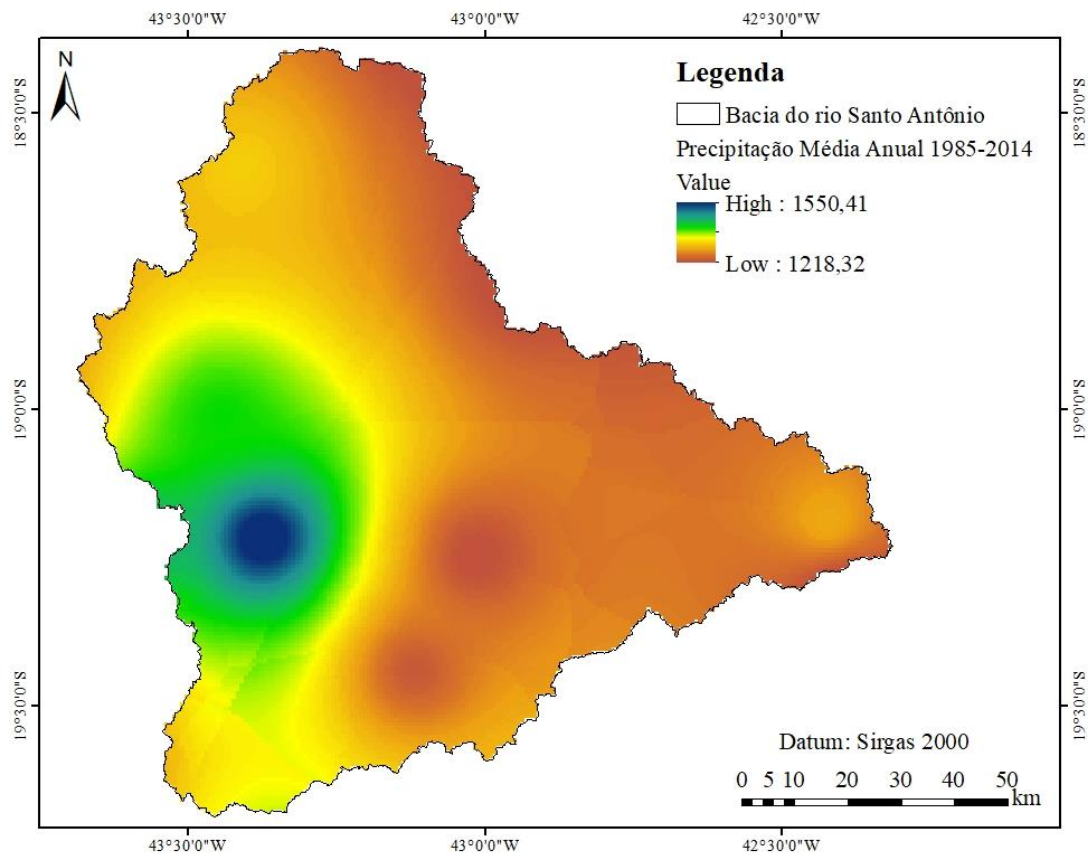 43°30'0"W 43°0'0"W 42°30'0"W
N
Legenda
Bacia do rio Santo Antônio
Precipitação Média Anual 1985-2014
Value
High : 1550,41
Low : 1218,32
18°30'0"S 18°30'0"S
19°0'0"S 19°0'0"S
19°30'0"S 19°30'0"S
Datum: Sirgas 2000
0 5 10 20 30 40 50
km
43°30'0"W 43°0'0"W 42°30'0"W